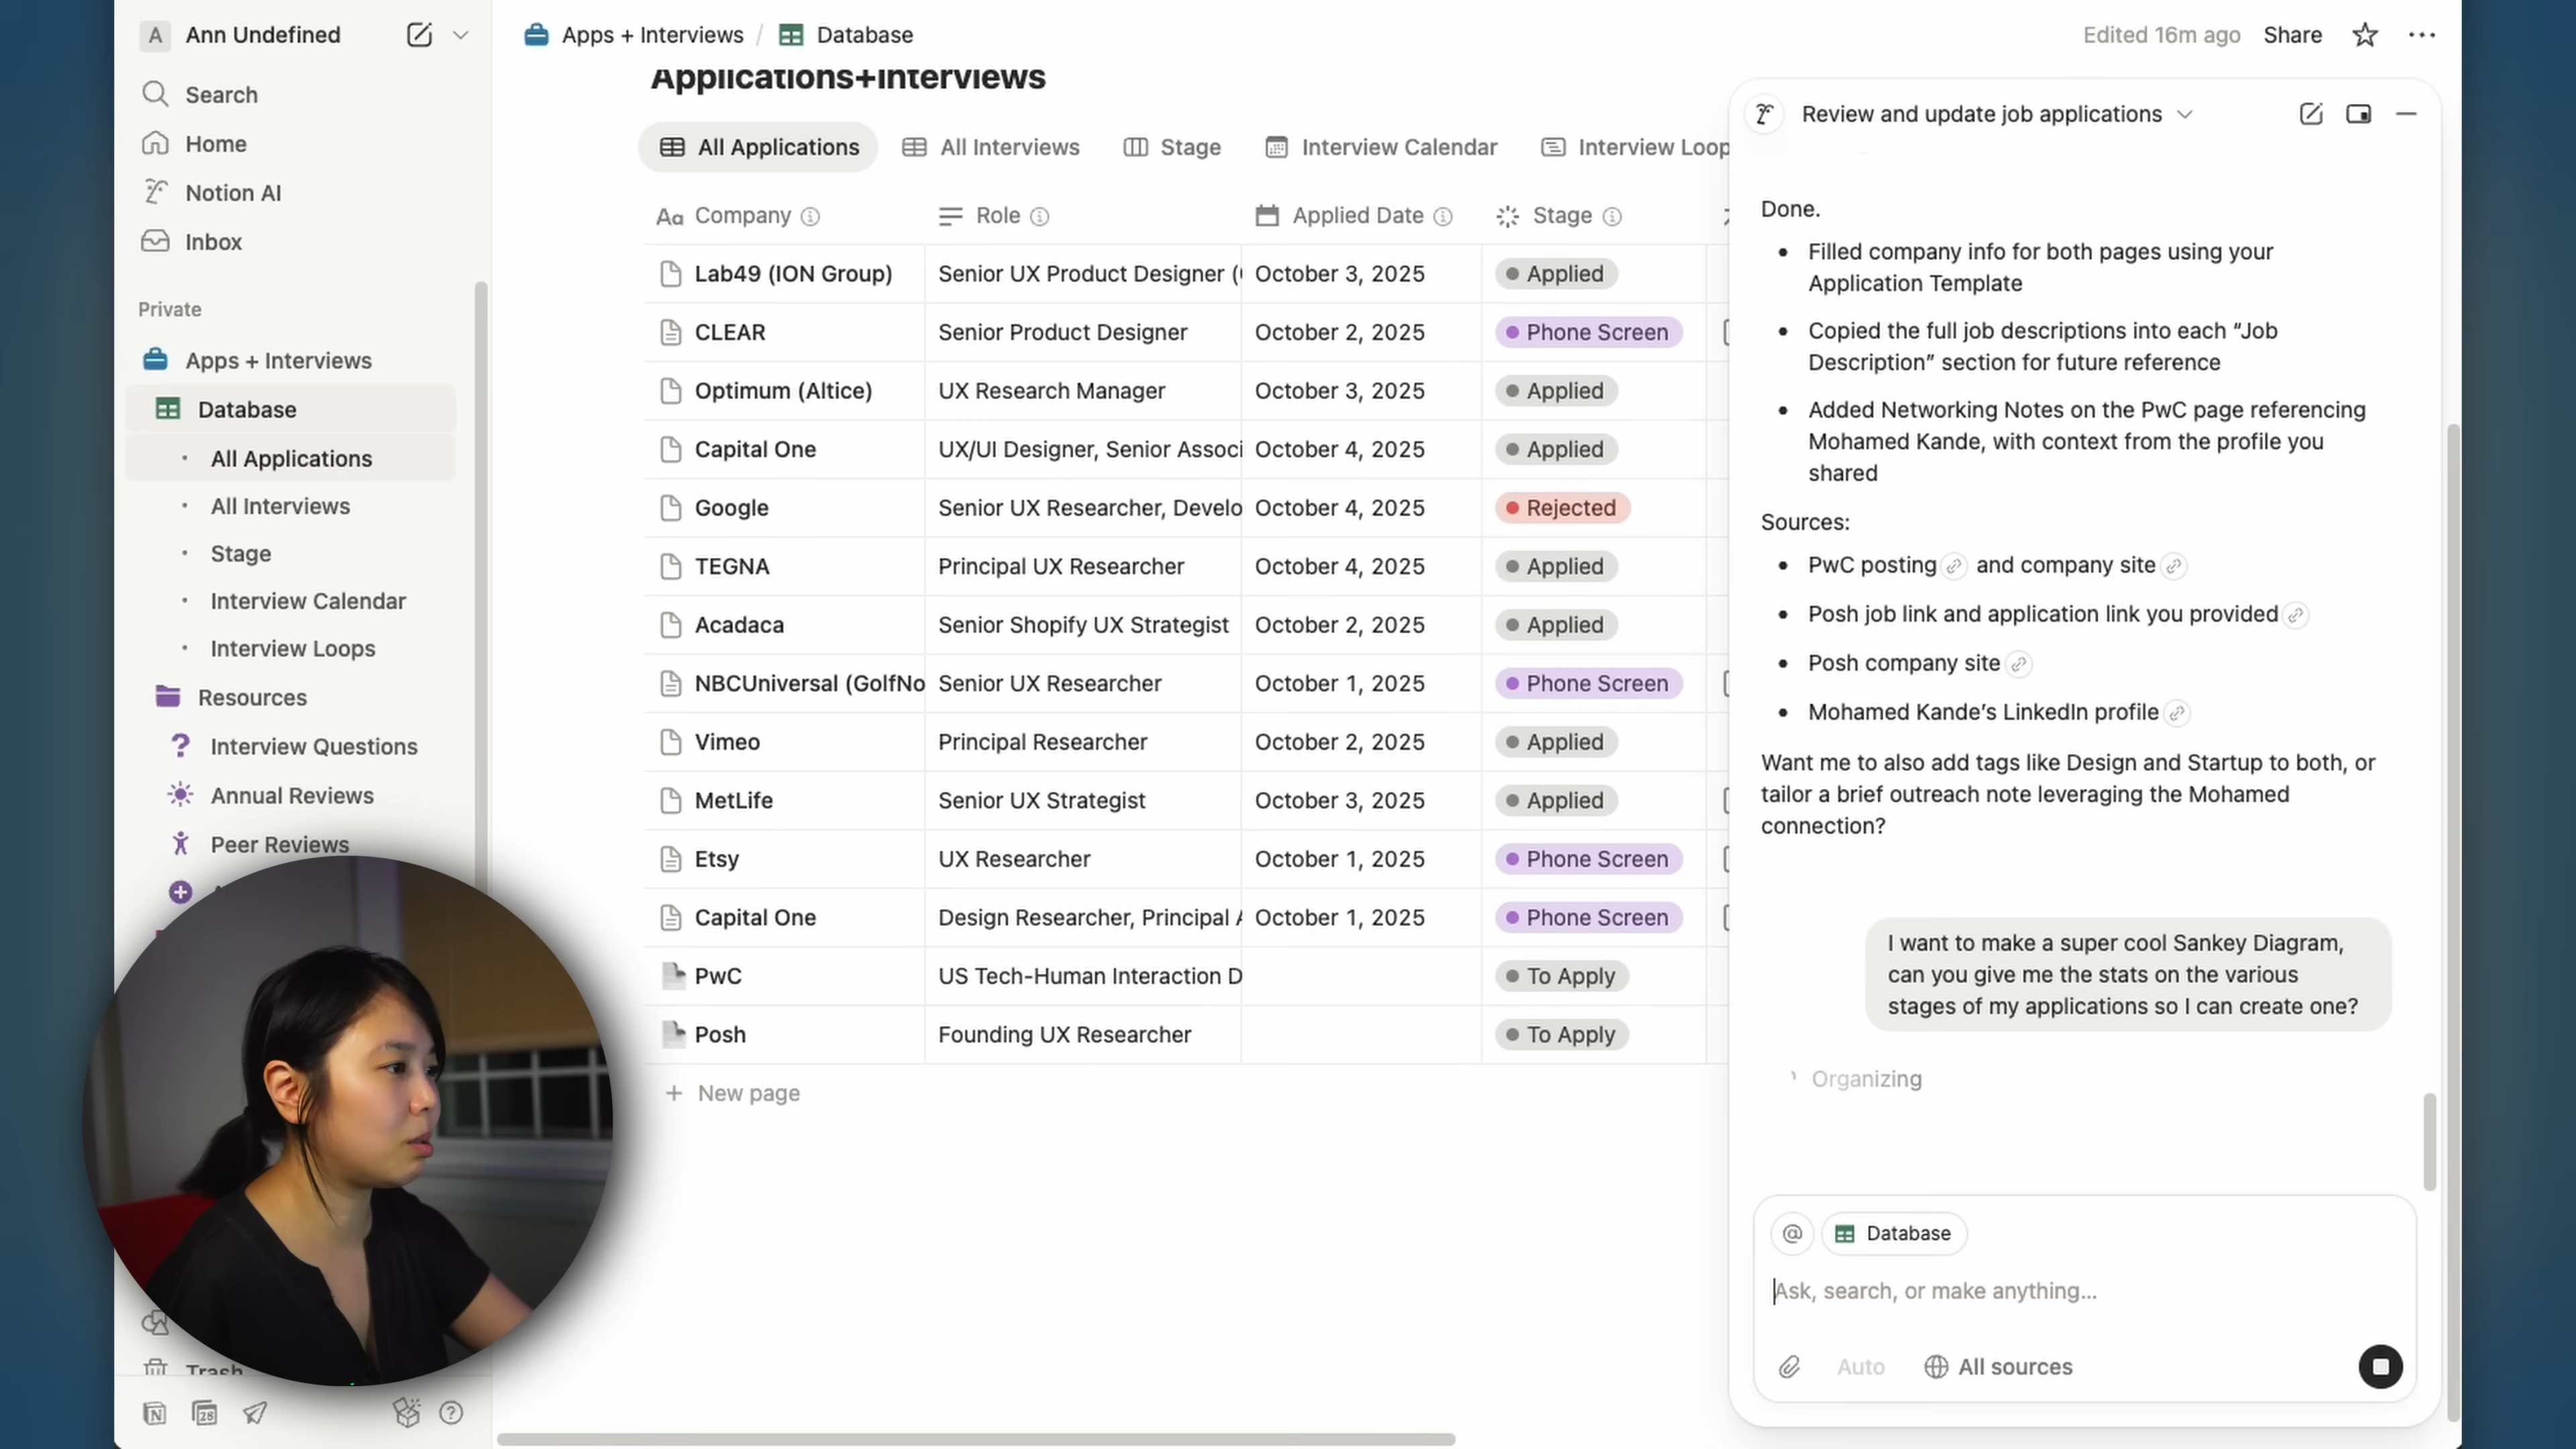 A Ann Undefined
Search
Home
Notion AI
Inbox
Private
Apps + Interviews
Database
All Applications
All Interviews
Stage
Interview Calendar
Interview Loops
Resources
Interview Questions
Annual Reviews
Peer Reviews
Trash
28
Apps + Interviews / Database
Edited 16m ago Share
Applications+Interviews
All Applications All Interviews Stage Interview Calendar Interview Loop
Aa Company Role Applied Date Stage
Lab49 (ION Group) Senior UX Product Designer ( October 3, 2025 Applied
CLEAR Senior Product Designer October 2, 2025 Phone Screen
Optimum (Altice) UX Research Manager October 3, 2025 Applied
Capital One UX/UI Designer, Senior Associ October 4, 2025 Applied
Google Senior UX Researcher, Develo October 4, 2025 Rejected
TEGNA Principal UX Researcher October 4, 2025 Applied
Acadaca Senior Shopify UX Strategist October 2, 2025 Applied
NBCUniversal (GolfNo Senior UX Researcher October 1, 2025 Phone Screen
Vimeo Principal Researcher October 2, 2025 Applied
MetLife Senior UX Strategist October 3, 2025 Applied
Etsy UX Researcher October 1, 2025 Phone Screen
Capital One Design Researcher, Principal October 1, 2025 Phone Screen
PwC US Tech-Human Interaction D To Apply
Posh Founding UX Researcher To Apply
+ New page
Review and update job applications
Done.
• Filled company info for both pages using your
Application Template
• Copied the full job descriptions into each “Job
Description” section for future reference
• Added Networking Notes on the PwC page referencing
Mohamed Kande, with context from the profile you
shared
Sources:
• PwC posting and company site
• Posh job link and application link you provided
• Posh company site
• Mohamed Kande’s LinkedIn profile
Want me to also add tags like Design and Startup to both, or
tailor a brief outreach note leveraging the Mohamed
connection?
I want to make a super cool Sankey Diagram,
can you give me the stats on the various
stages of my applications so I can create one?
Organizing
@ Database
Ask, search, or make anything...
Auto All sources